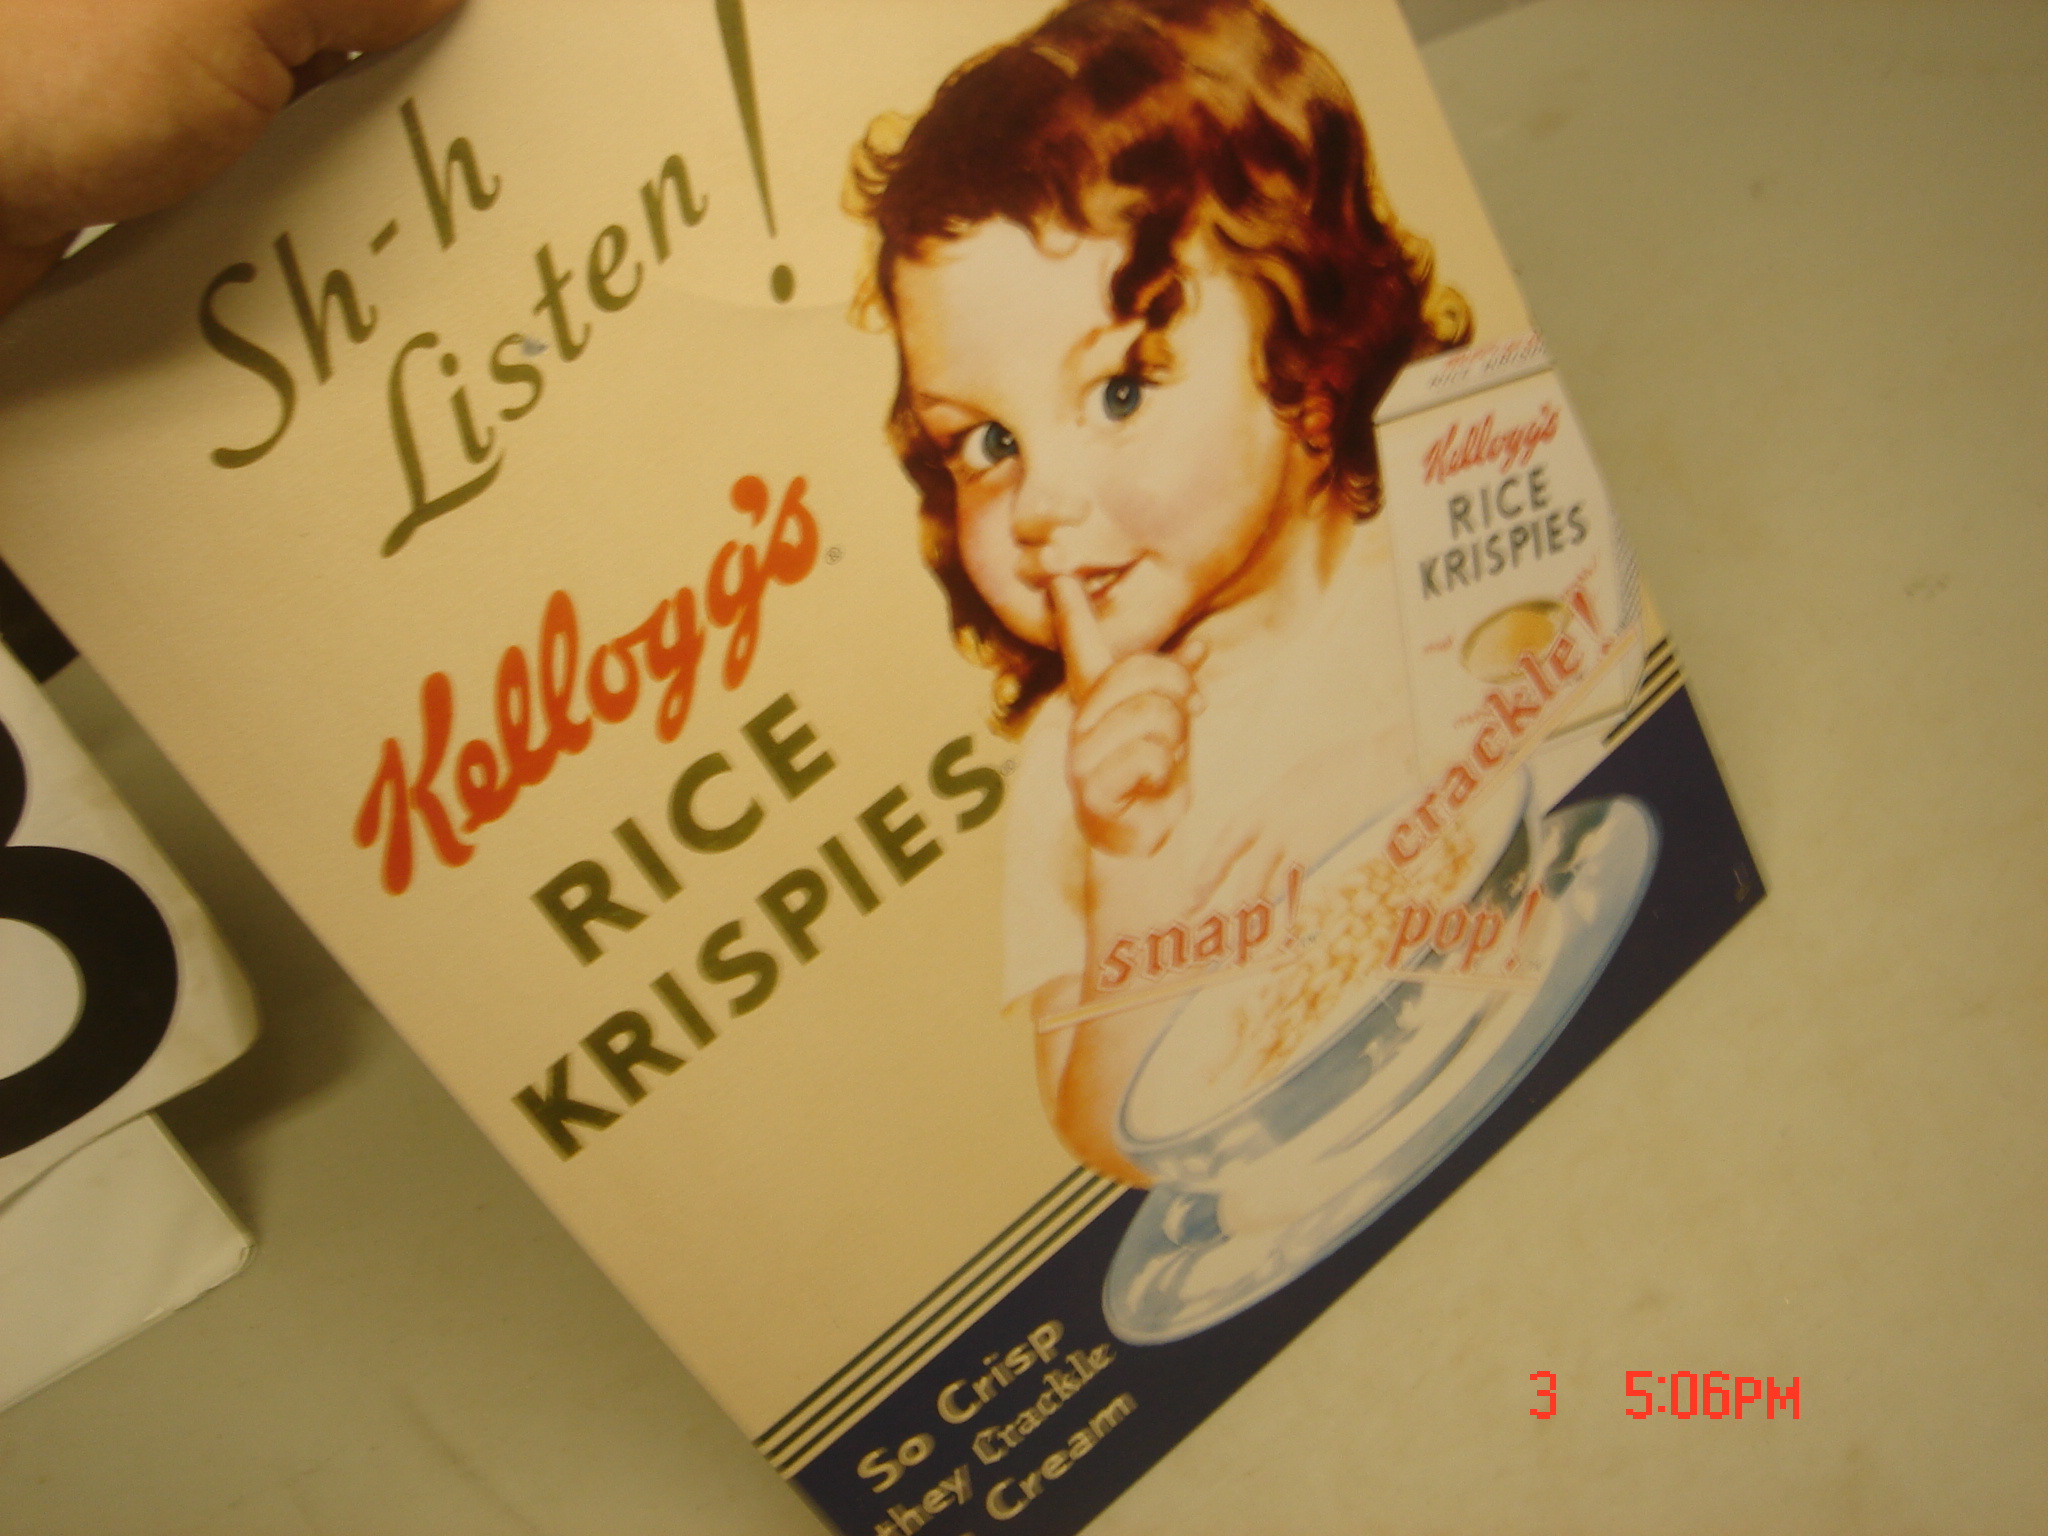 Sh-h
Listen!
Kellogg's®
RICE
KRISPIES®
Kellogg's
RICE
KRISPIES
snap!
crackle!
pop!
So Crisp
they Crackle
Cream
3 5:06PM